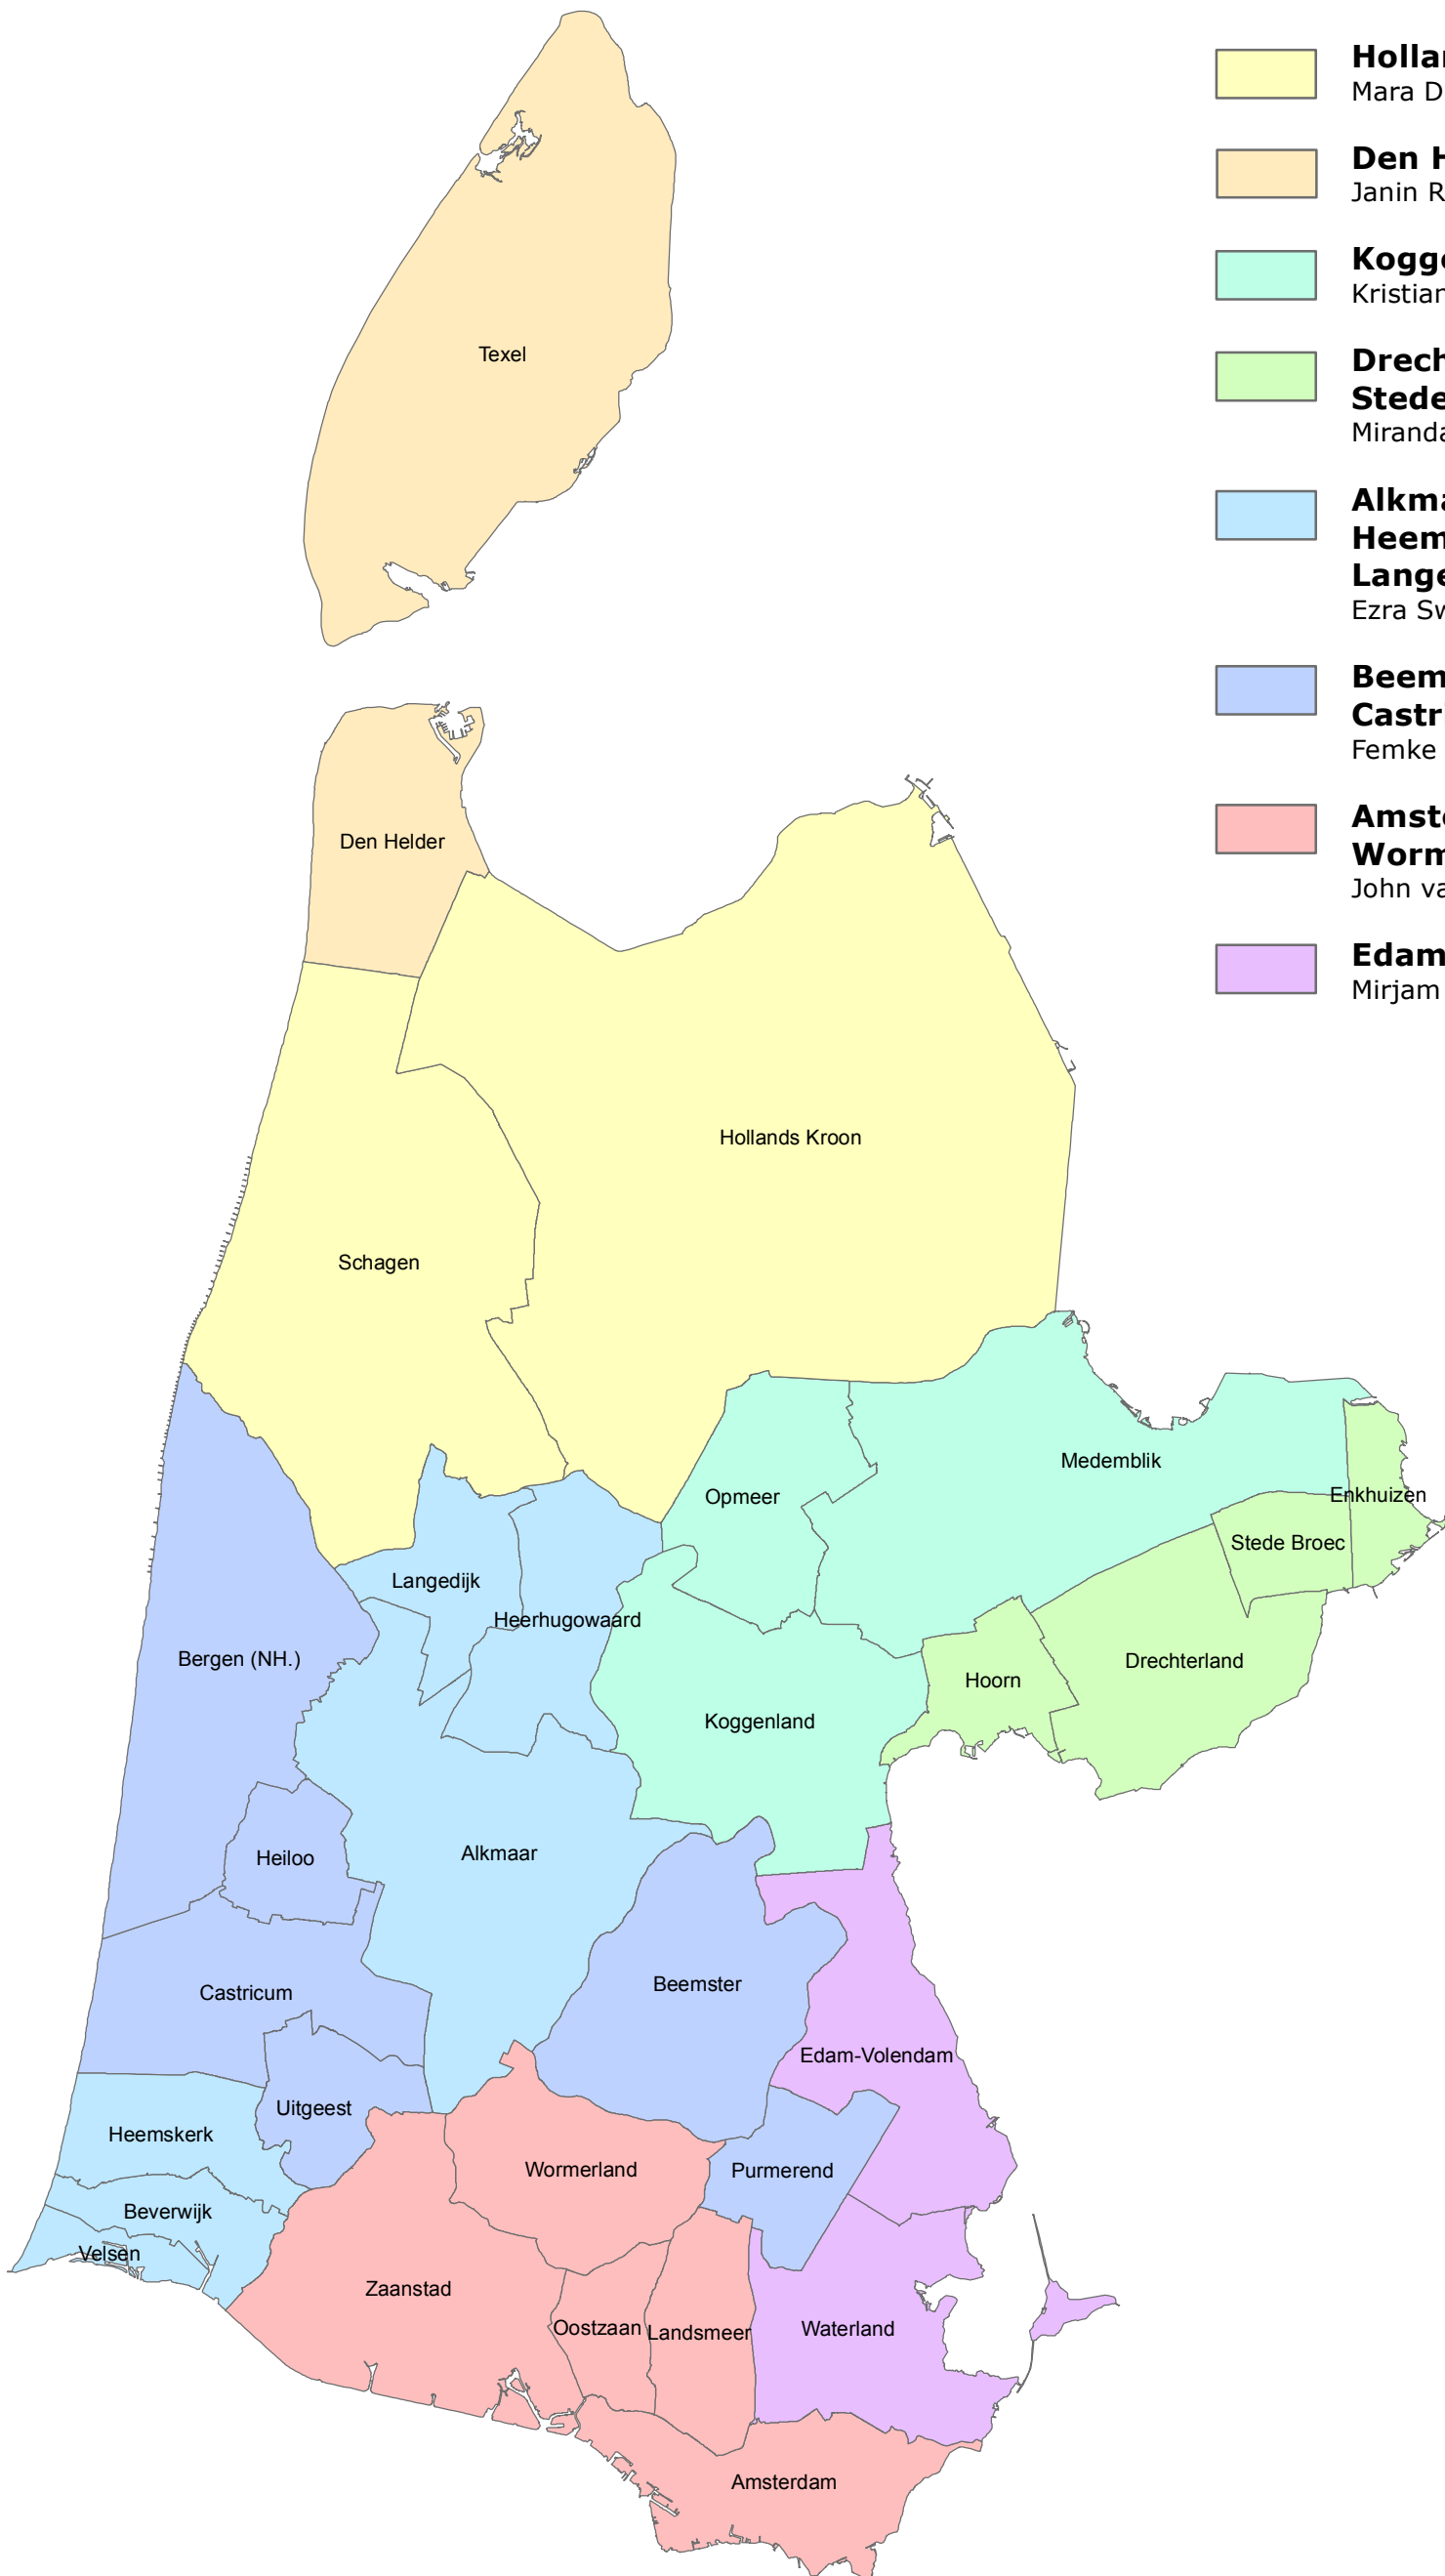 Hollan
Mara D
Den H
Janin R
Kogge
Kristian
Drech
Stede
Miranda
Alkma
Heem
Lange
Ezra Sw
Beem
Castri
Femke
Amste
Worm
John va
Edam
Mirjam
Texel
Den Helder
Hollands Kroon
Schagen
Medemblik
Opmeer
Enkhuizen
Stede Broec
Langedijk
Heerhugowaard
Bergen (NH.)
Drechterland
Hoorn
Koggenland
Alkmaar
Heiloo
Beemster
Castricum
Edam-Volendam
Uitgeest
Heemskerk
Wormerland
Purmerend
Beverwijk
Velsen
Zaanstad
Oostzaan
Landsmeer
Waterland
Amsterdam